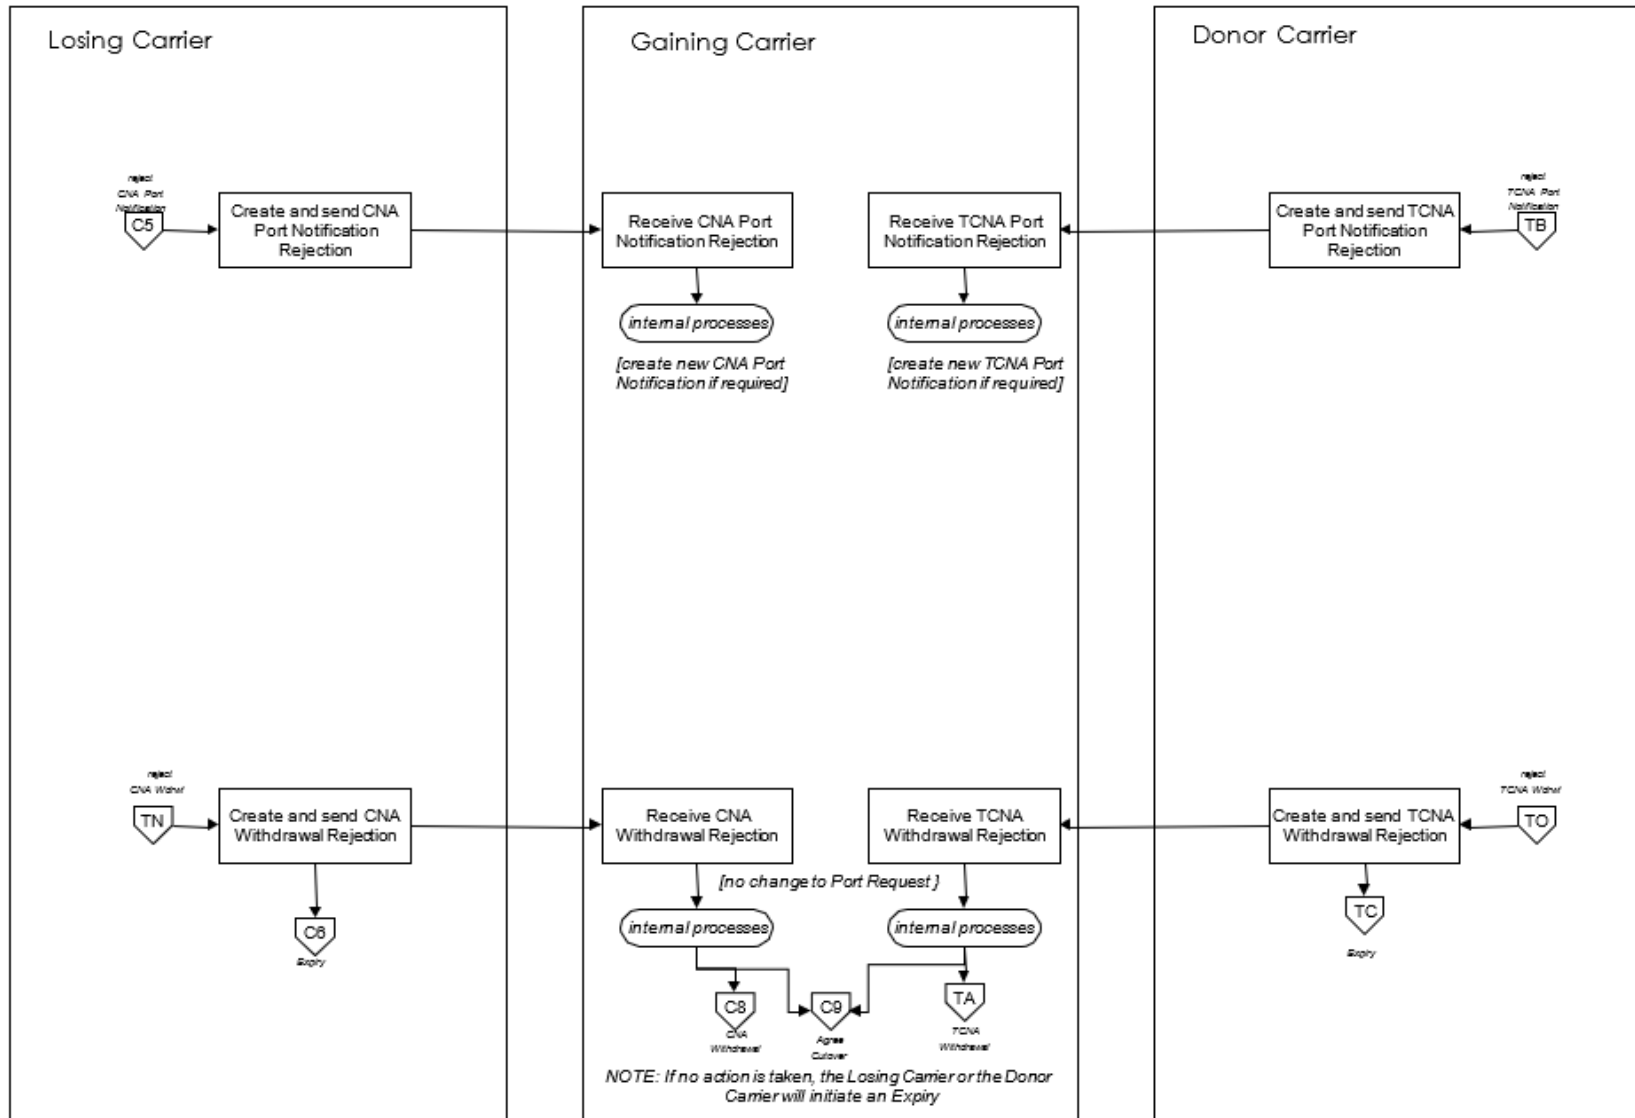 Losing Carrier
Gaining Carrier
Donor Carrier
reject
CNA Port
Notification
C5
Create and send CNA
Port Notification
Rejection
Receive CNA Port
Notification Rejection
Receive TCNA Port
Notification Rejection
Create and send TCNA
Port Notification
Rejection
reject
TCNA Port
Notification
TB
internal processes
internal processes
[create new CNA Port
Notification if required]
[create new TCNA Port
Notification if required]
reject
CNA Wdrwl
TN
Create and send CNA
Withdrawal Rejection
Receive CNA
Withdrawal Rejection
Receive TCNA
Withdrawal Rejection
Create and send TCNA
Withdrawal Rejection
reject
TCNA Wdrwl
TO
[no change to Port Request }
C6
Expiry
internal processes
internal processes
TC
Expiry
C8
CNA
Withdrawal
C9
Agree
Cutover
TA
TCNA
Withdrawal
NOTE: If no action is taken, the Losing Carrier or the Donor
Carrier will initiate an Expiry